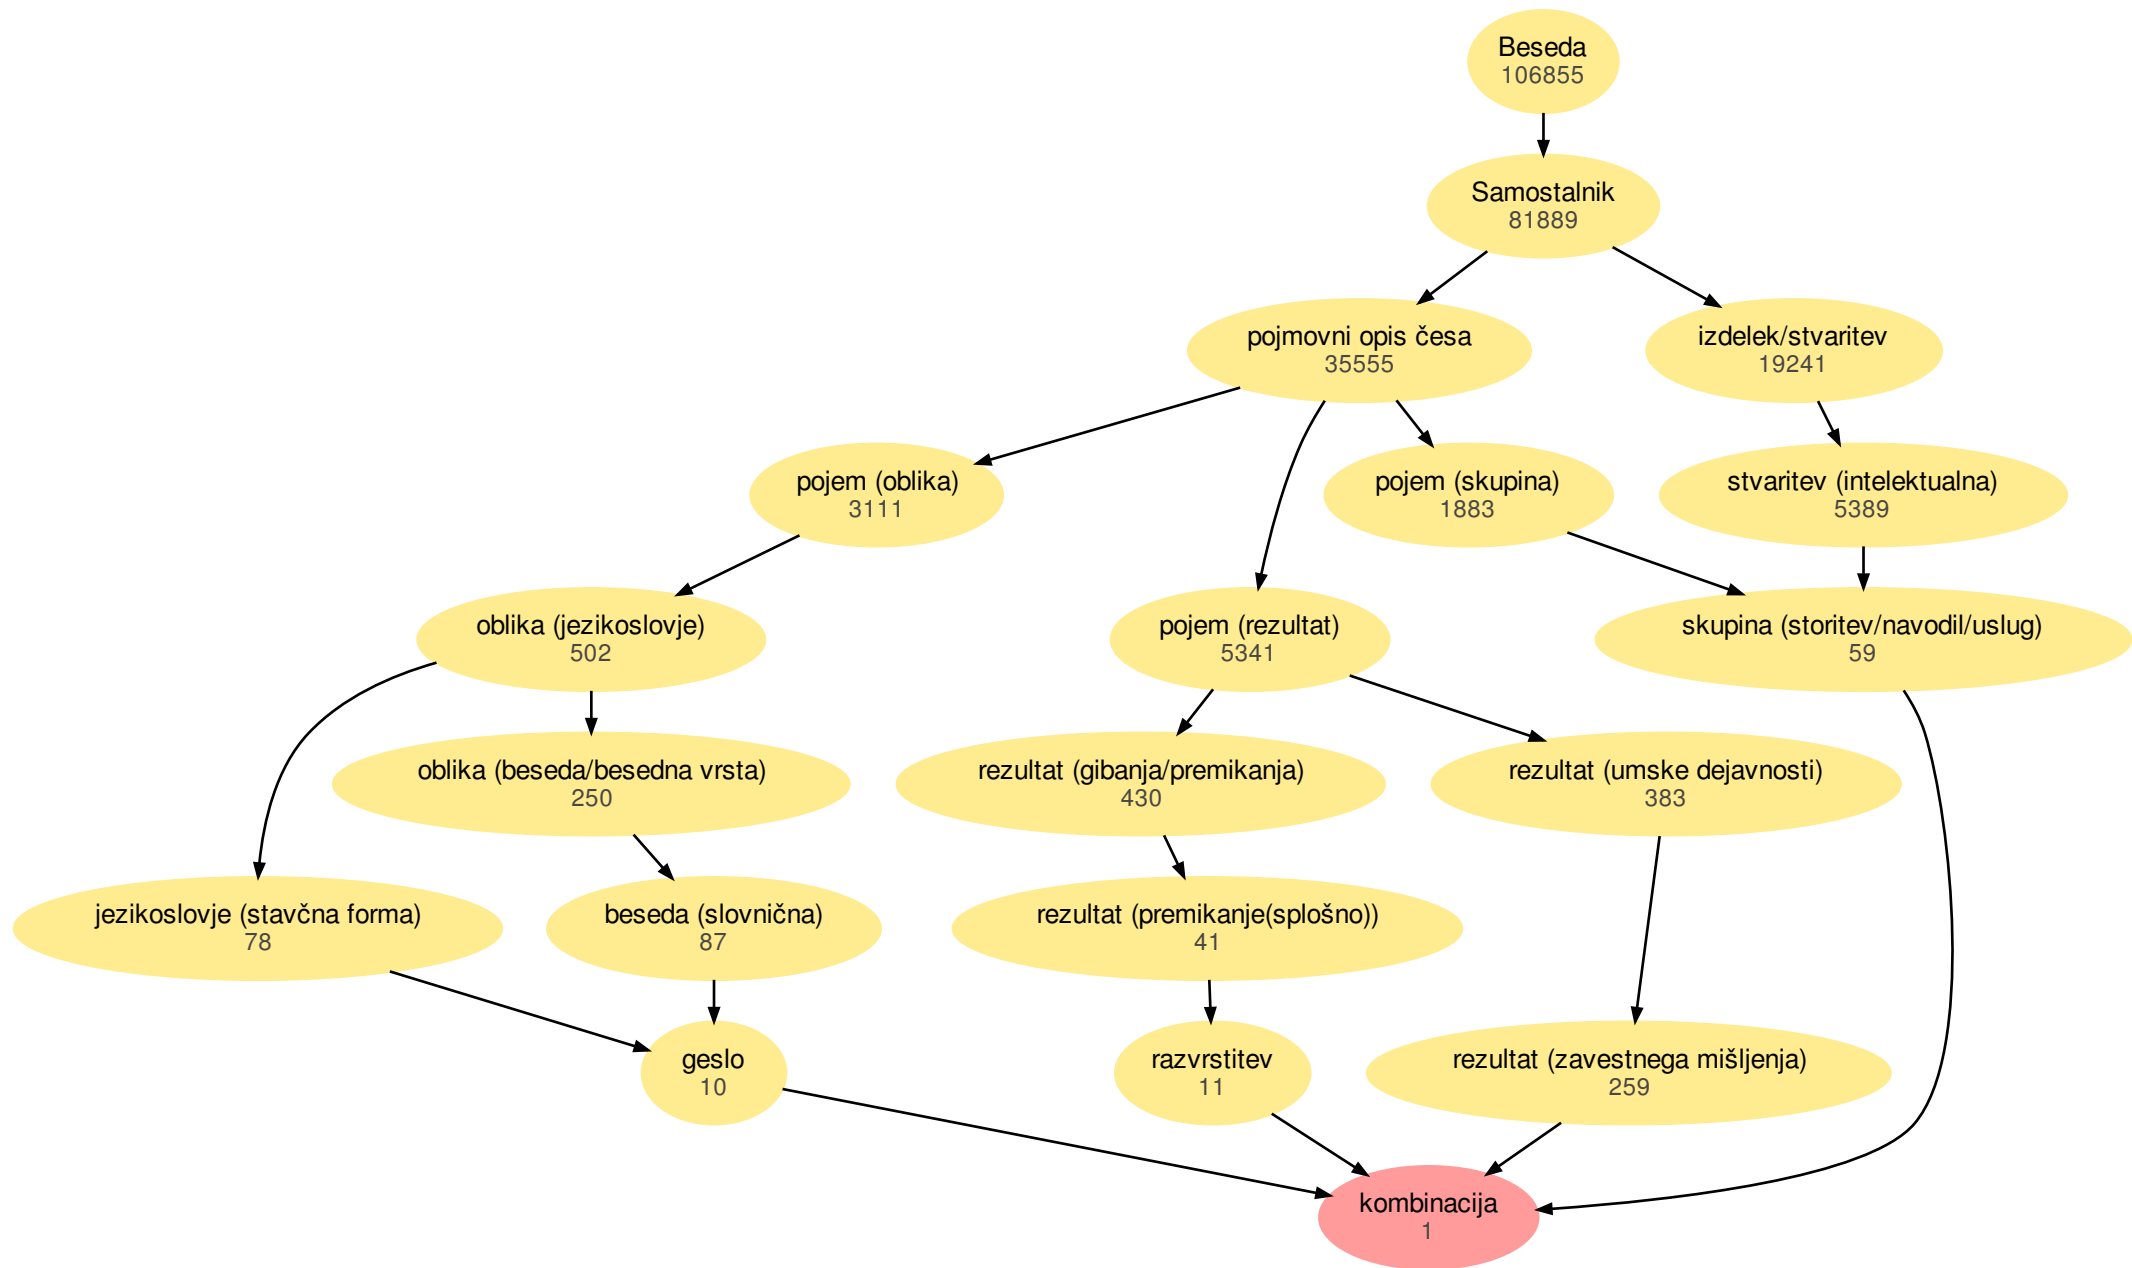 Beseda
106855
Samostalnik
81889
pojmovni opis česa
35555
izdelek/stvaritev
19241
pojem (oblika)
3111
pojem (skupina)
1883
stvaritev (intelektualna)
5389
oblika (jezikoslovje)
502
pojem (rezultat)
5341
skupina (storitev/navodil/uslug)
59
oblika (beseda/besedna vrsta)
250
rezultat (gibanja/premikanja)
430
rezultat (umske dejavnosti)
383
jezikoslovje (stavčna forma)
78
beseda (slovnična)
87
rezultat (premikanje(splošno))
41
geslo
10
razvrstitev
11
rezultat (zavestnega mišljenja)
259
kombinacija
1